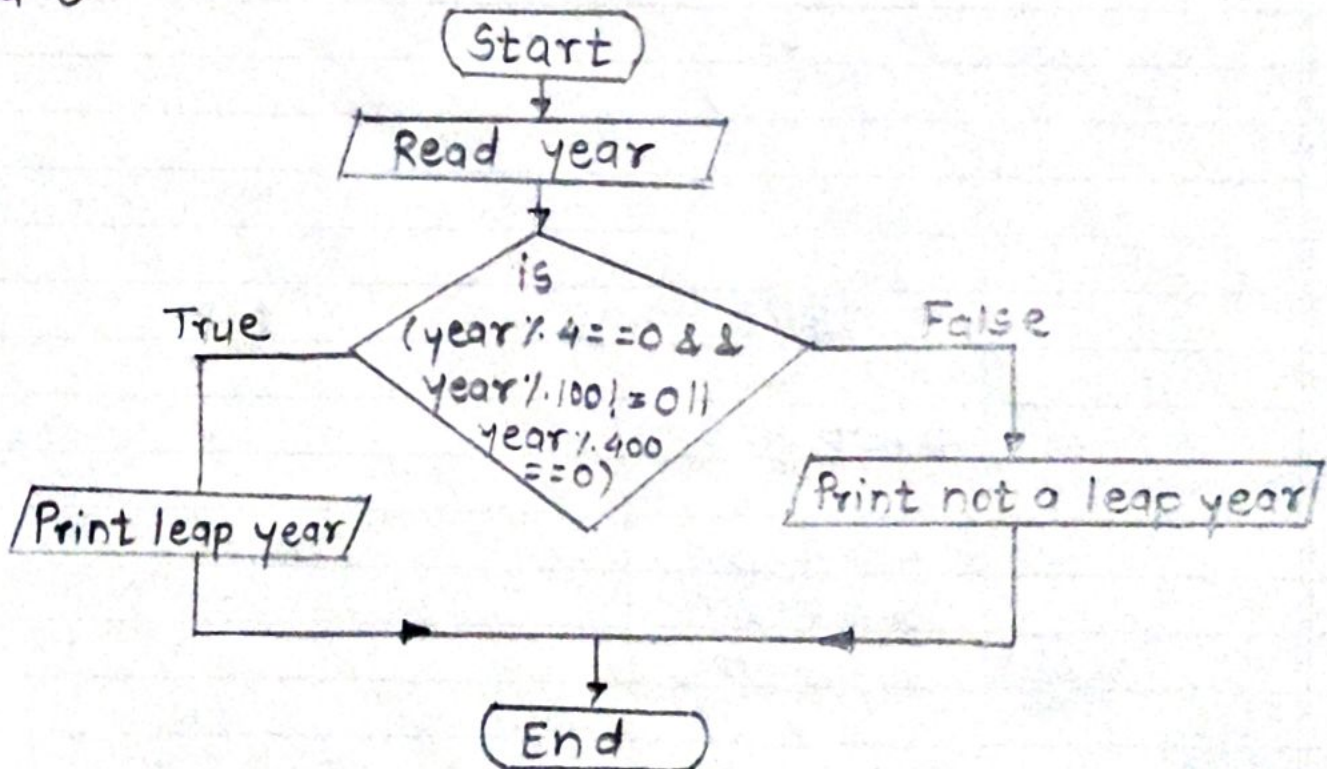 Start
Read year
is
True
False
(year % 4==0 &&
year % 100!=0 ||
year % 400
==0)
Print leap year
Print not a leap year
End